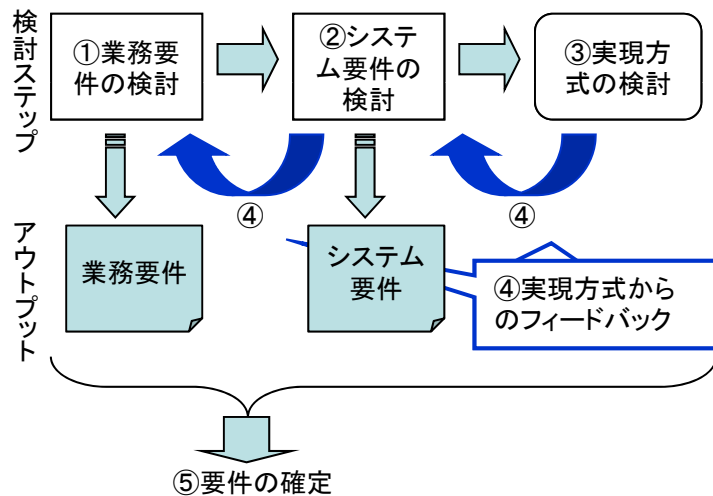 検討ステップ
①業務要
件の検討
②システ
ム要件の
検討
③実現方
式の検討
④
④
アウトプット
業務要件
システム
要件
④実現方式から
のフィードバック
⑤要件の確定